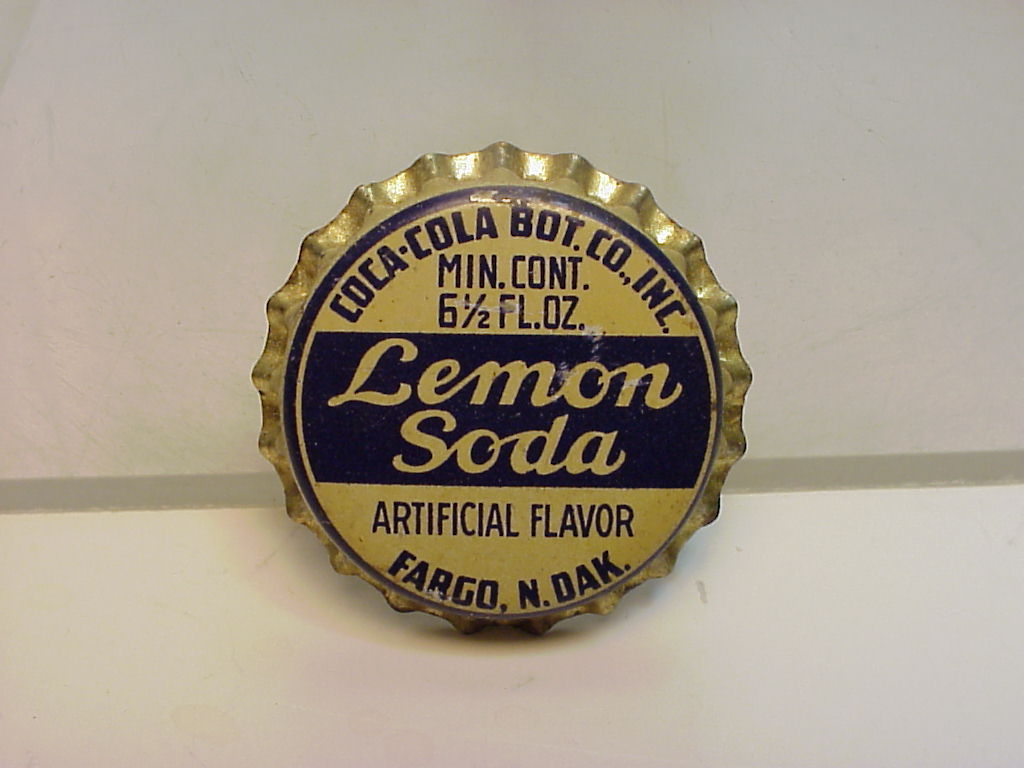 COCA-COLA BOT. CO., INC.
MIN. CONT.
6½ FL. OZ.
Lemon
Soda
ARTIFICIAL FLAVOR
FARGO, N. DAK.